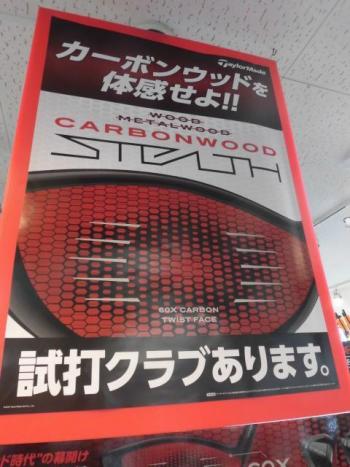 TaylorMade
カーボンウッドを
体感せよ!!
WOOD
METALWOOD
CARBONWOOD
STEALTH
60X CARBON
TWIST FACE
試打クラブあります。
ド時代"の幕開け
60X